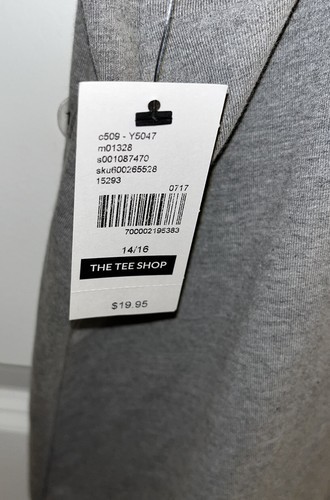 c509 - Y5047
m01328
s001087470
sku600265528
15293
0717
700002195383
14/16
THE TEE SHOP
$19.95